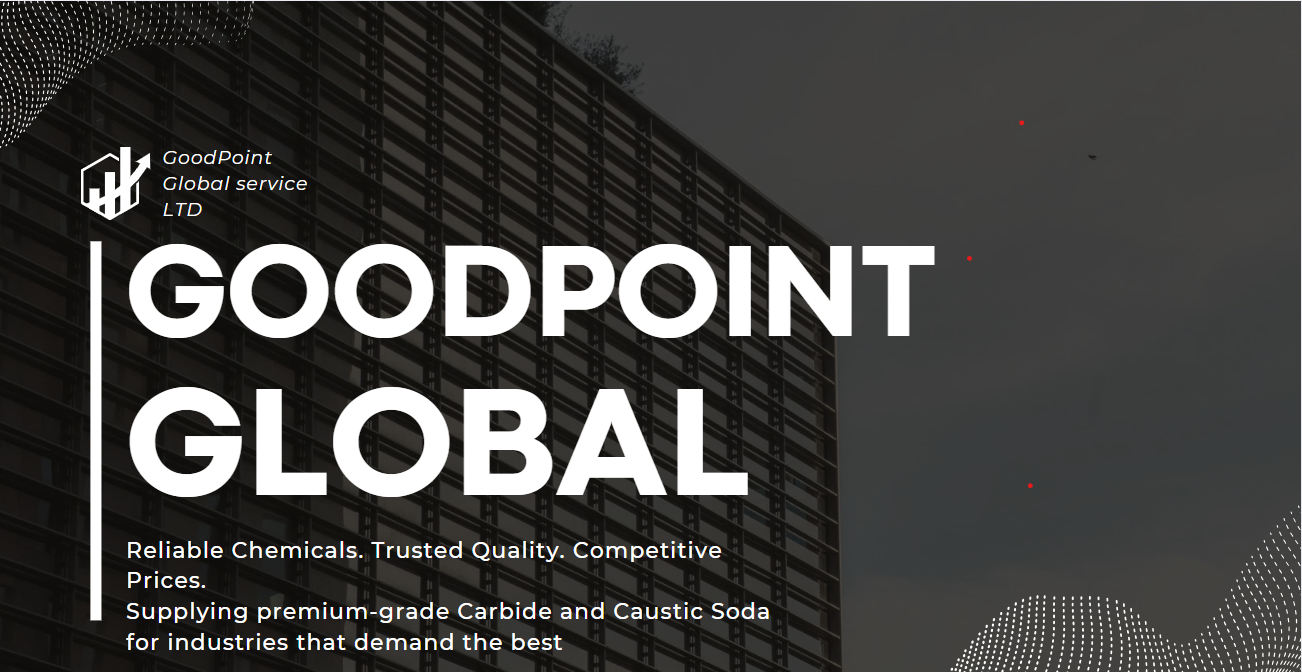 GoodPoint
Global service
LTD
GOODPOINT
GLOBAL
Reliable Chemicals. Trusted Quality. Competitive
Prices.
Supplying premium-grade Carbide and Caustic Soda
for industries that demand the best